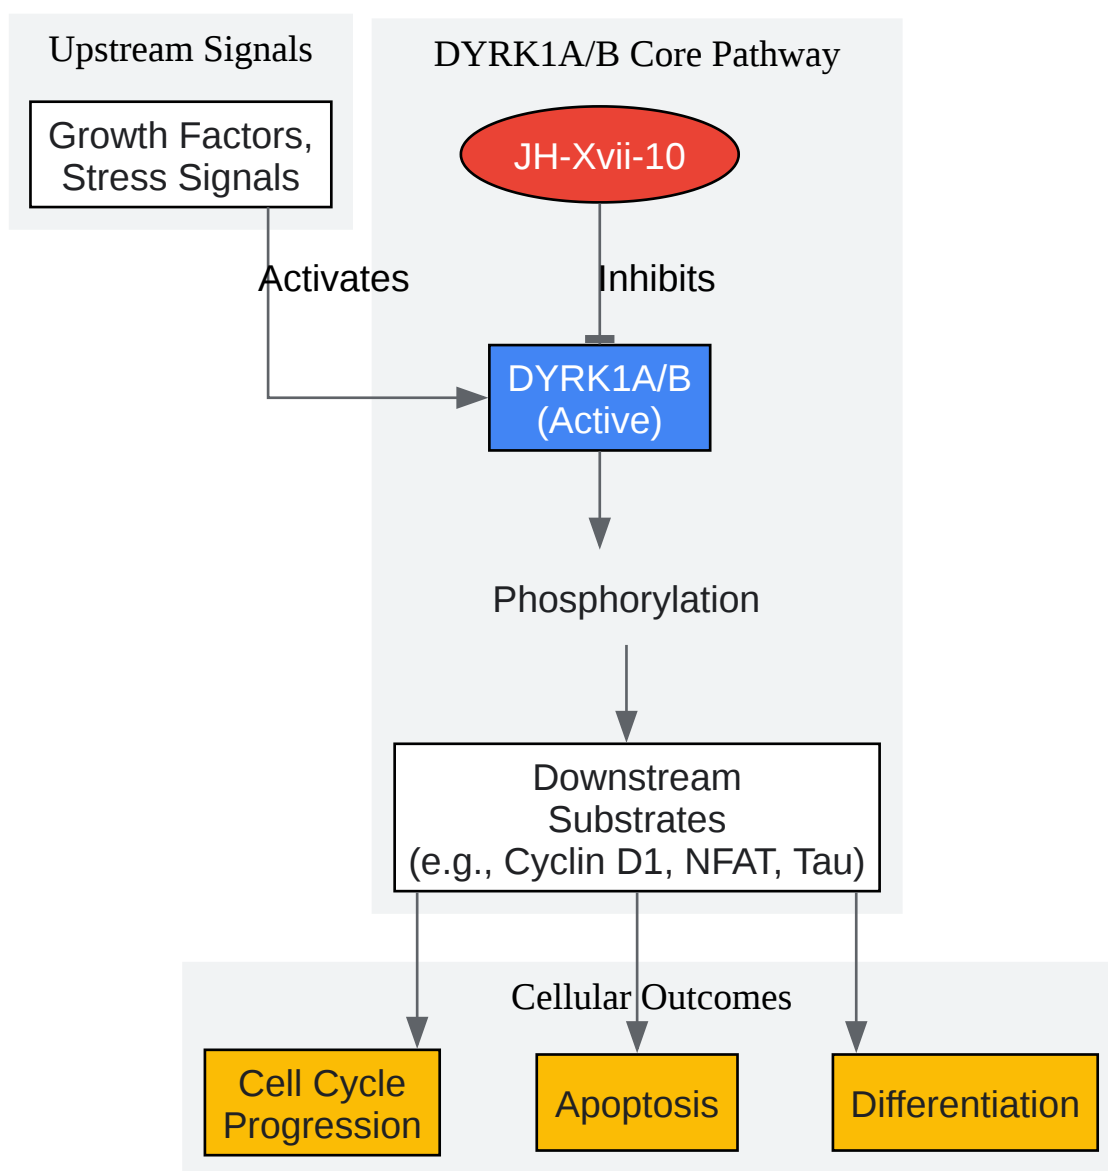 Upstream Signals
Growth Factors,
Stress Signals
Activates
DYRK1A/B Core Pathway
JH-Xvii-10
Inhibits
DYRK1A/B
(Active)
Phosphorylation
Downstream
Substrates
(e.g., Cyclin D1, NFAT, Tau)
Cellular Outcomes
Cell Cycle
Progression
Apoptosis
Differentiation